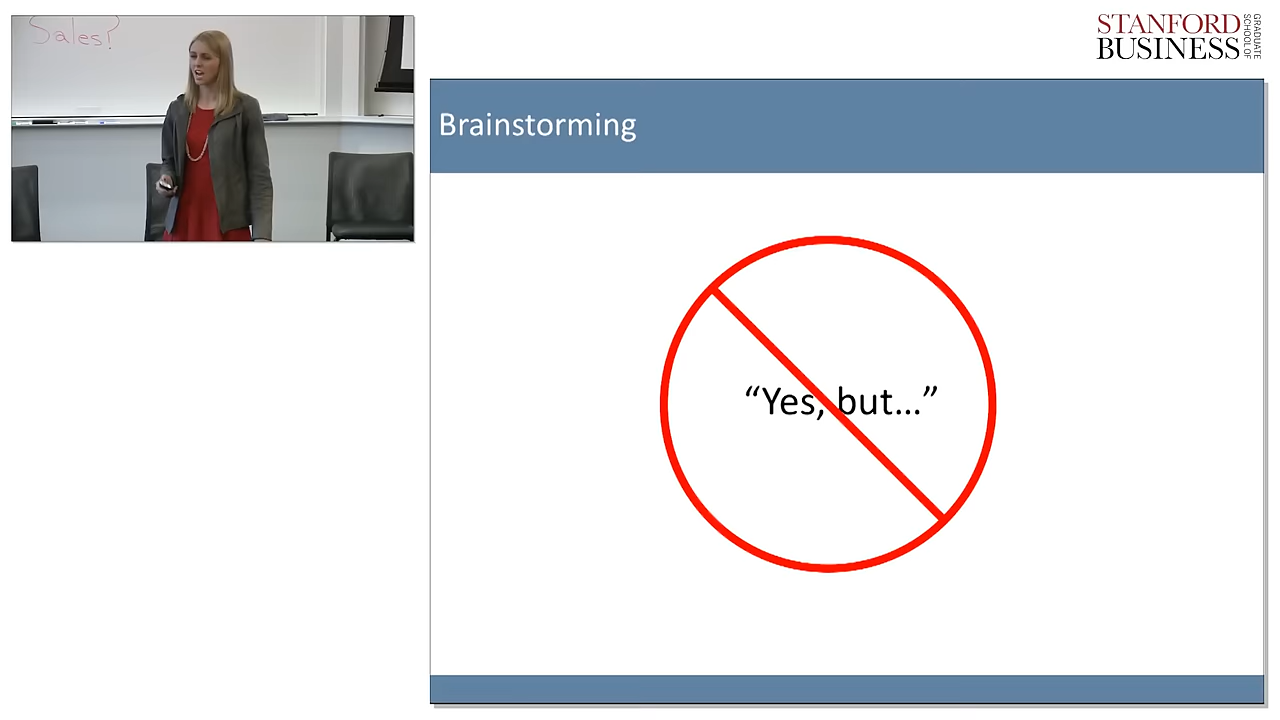 Sales?
STANFORD
BUSINESS
GRADUATE
SCHOOL OF
Brainstorming
“Yes, but…”